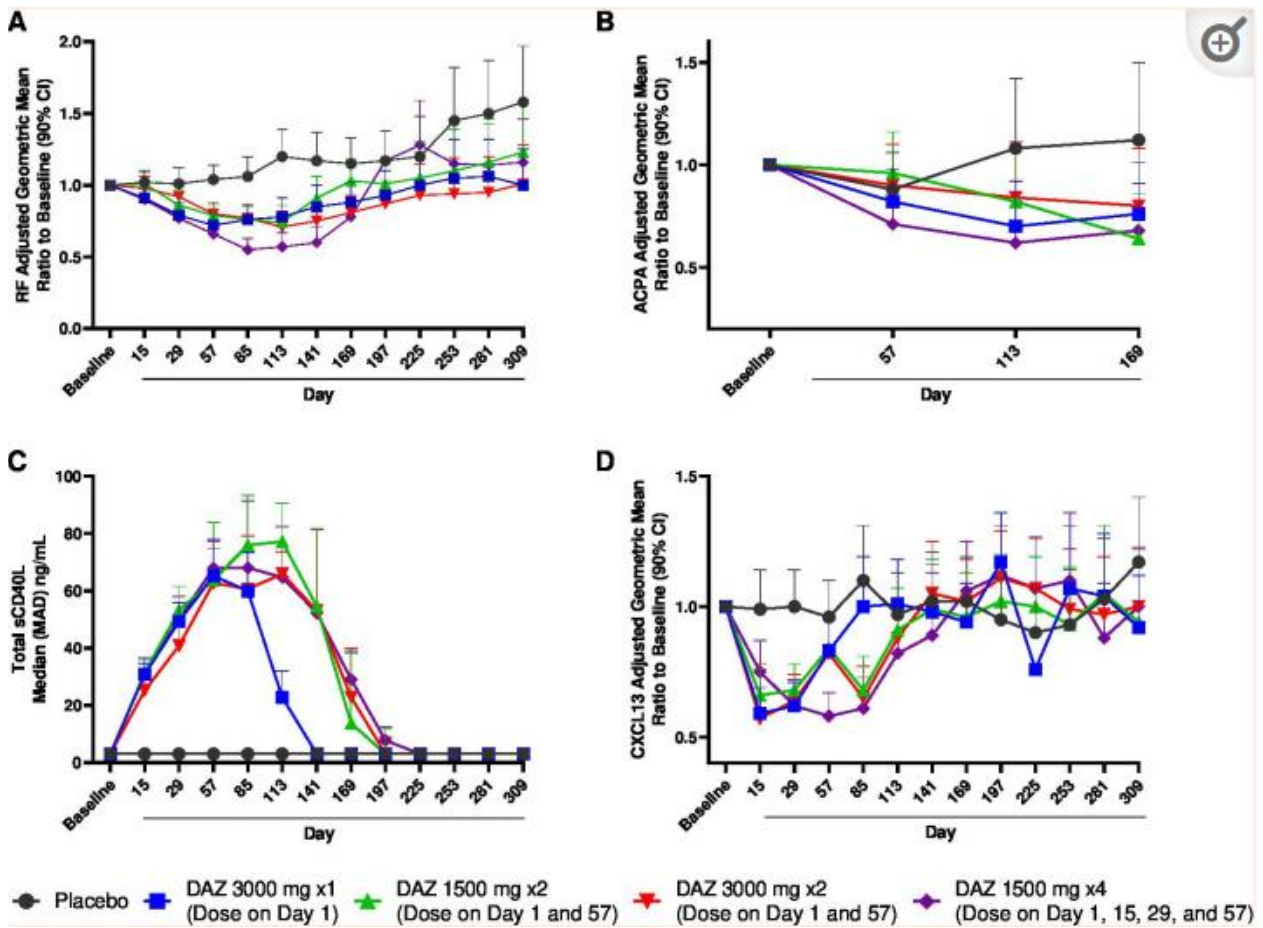 A
RF Adjusted Geometric Mean
Ratio to Baseline (90% CI)
2.0
1.5
1.0
0.5
0.0
Baseline 15 29 57 85 113 141 169 197 225 253 281 309
Day
B
ACPA Adjusted Geometric Mean
Ratio to Baseline (90% CI)
1.5
1.0
0.5
Baseline 57 113 169
Day
C
Total sCD40L
Median (MAD) ng/mL
100
80
60
40
20
0
Baseline 15 29 57 85 113 141 169 197 225 253 281 309
Day
D
CXCL13 Adjusted Geometric Mean
Ratio to Baseline (90% CI)
1.5
1.0
0.5
Baseline 15 29 57 85 113 141 169 197 225 253 281 309
Day
Placebo
DAZ 3000 mg x1
(Dose on Day 1)
DAZ 1500 mg x2
(Dose on Day 1 and 57)
DAZ 3000 mg x2
(Dose on Day 1 and 57)
DAZ 1500 mg x4
(Dose on Day 1, 15, 29, and 57)